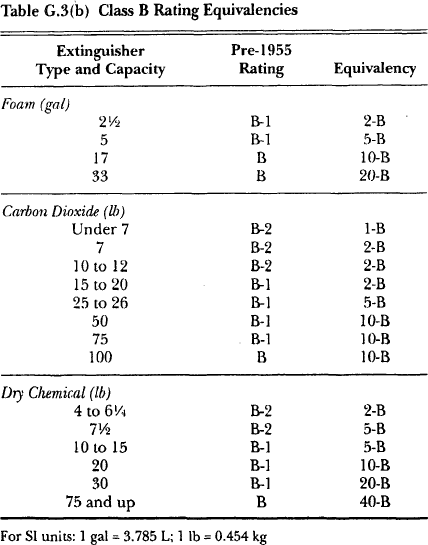 Table G.3(b) Class B Rating Equivalencies
Extinguisher Type and Capacity Pre-1955 Rating Equivalency
Foam (gal)
2½ B-1 2-B
5 B-1 5-B
17 B 10-B
33 B 20-B
Carbon Dioxide (lb)
Under 7 B-2 1-B
7 B-2 2-B
10 to 12 B-2 2-B
15 to 20 B-1 2-B
25 to 26 B-1 5-B
50 B-1 10-B
75 B-1 10-B
100 B 10-B
Dry Chemical (lb)
4 to 6¼ B-2 2-B
7½ B-2 5-B
10 to 15 B-1 5-B
20 B-1 10-B
30 B-1 20-B
75 and up B 40-B
For SI units: 1 gal = 3.785 L; 1 lb = 0.454 kg